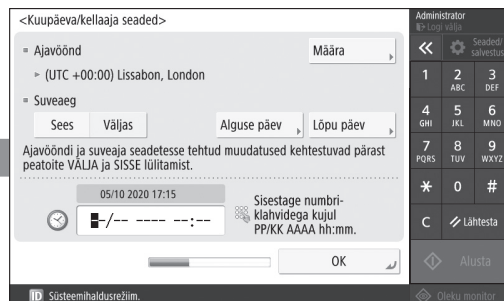 <Kuupäeva/kellaaja seaded>
Ajavöönd
Määra
(UTC +00:00) Lissabon, London
Suveaeg
Sees Väljas Alguse päev Lõpu päev
Ajavööndi ja suveaja seadetesse tehtud muudatused kehtestuvad pärast
peatoite VÄLJA ja SISSE lülitamist.
05/10 2020 17:15
--/-- ---- --:--
Sisestage numbri-
klahvidega kujul
PP/KK AAAA hh:mm.
OK
ID Süsteemihaldusrežiim.
Administrator
Logi välja
Seaded/
salvestus
1 2 3
ABC DEF
4 5 6
GHI JKL MNO
7 8 9
PQRS TUV WXYZ
* 0 #
C Lähtesta
Alusta
Oleku monitor